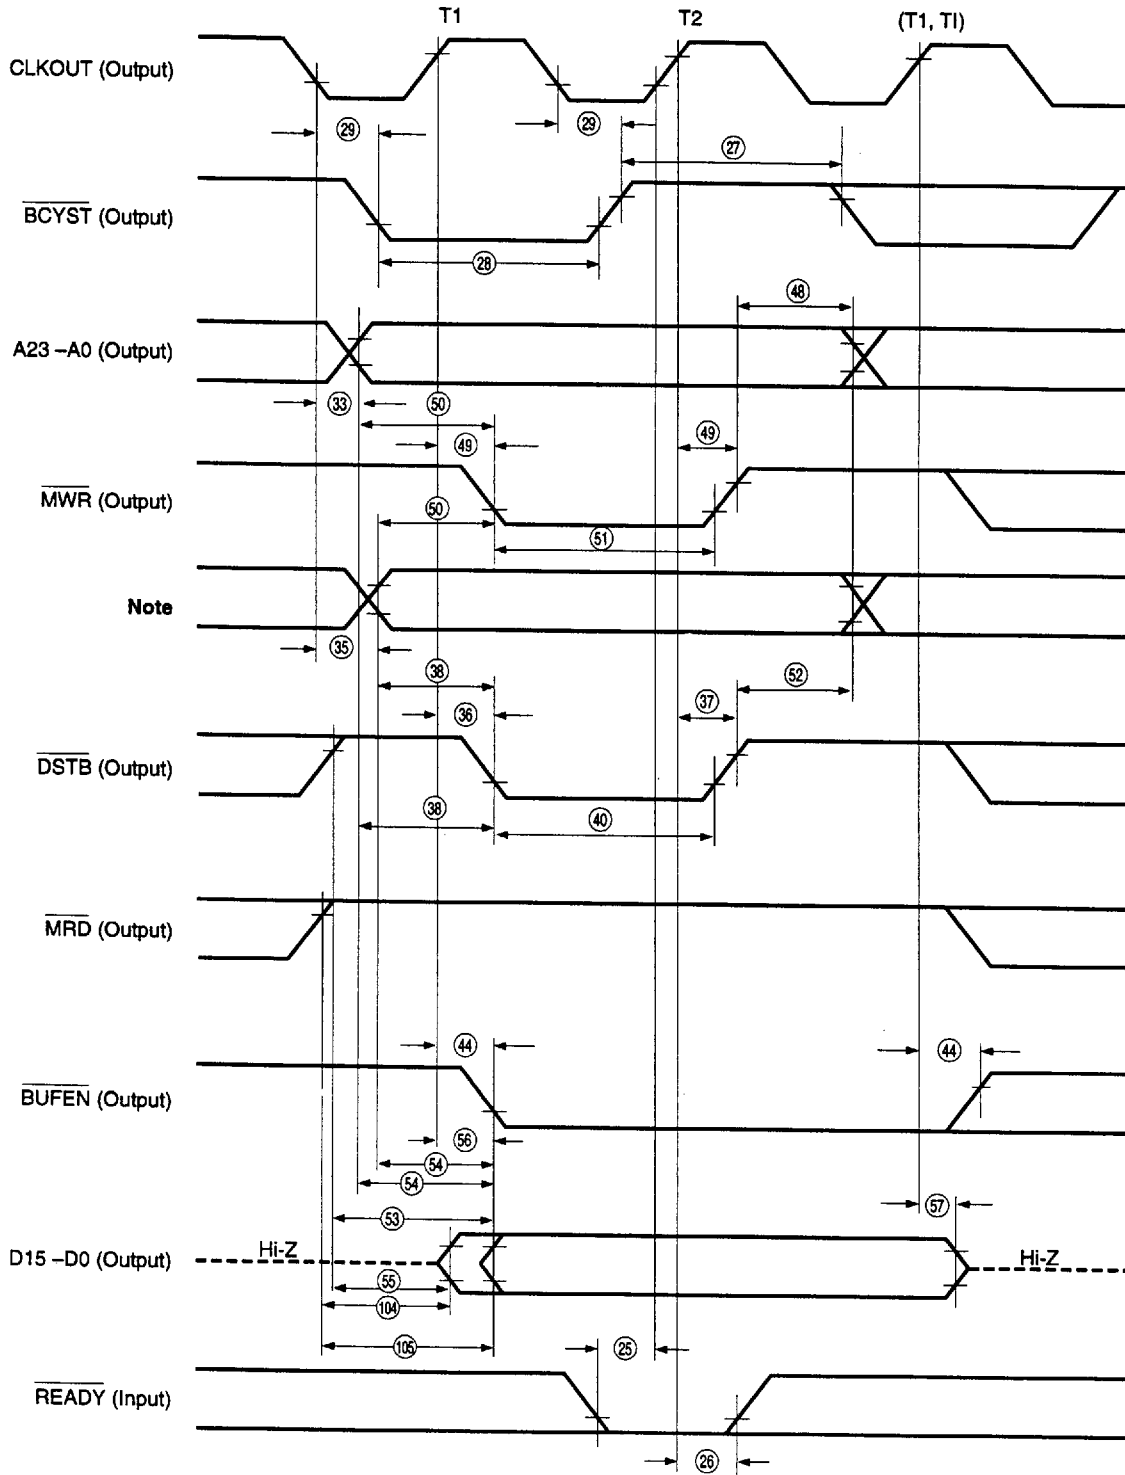 T1 T2 (T1, TI)
CLKOUT (Output)
29 29
27
BCYST (Output)
28
48
A23 –A0 (Output)
33 50
49 49
MWR (Output)
50
51
Note
35
38 52
36 37
DSTB (Output)
38 40
MRD (Output)
44 44
BUFEN (Output)
56
54
54
57
53
D15 –D0 (Output) Hi-Z Hi-Z
55
104
105 25
READY (Input)
26